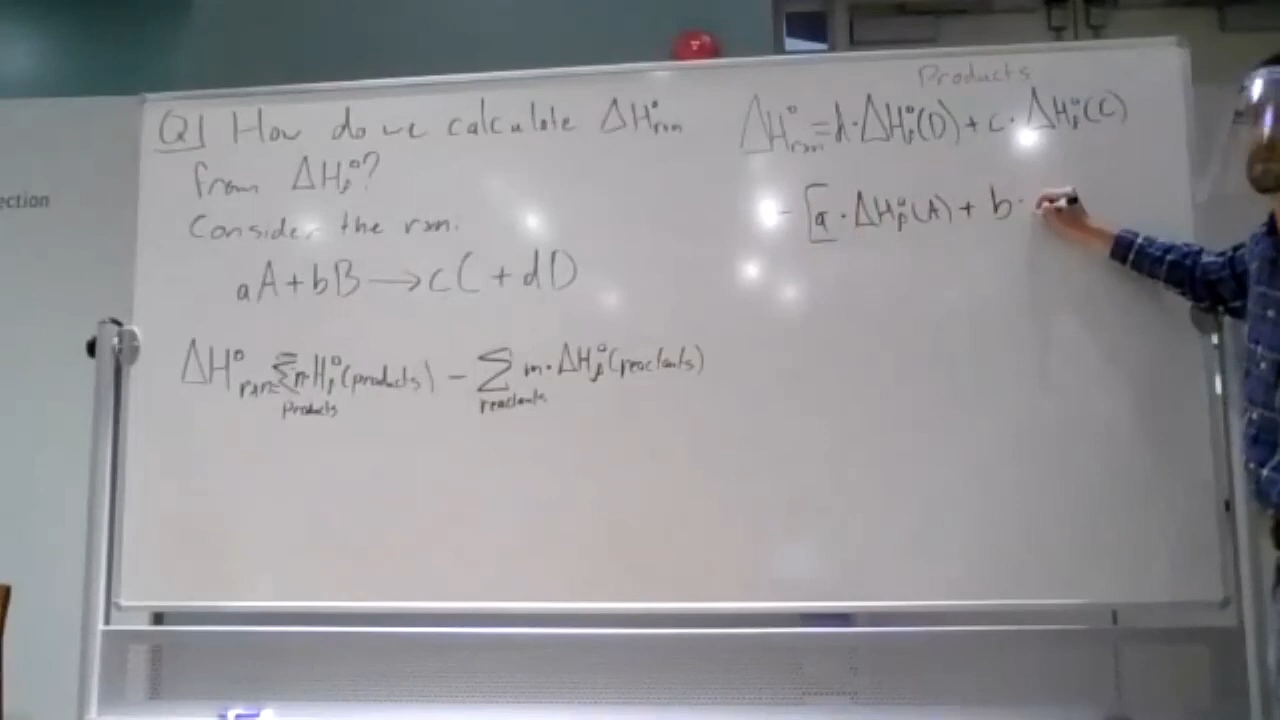 ection
Q1 How do we calculate ΔH°rxn
from ΔH°f?
Consider the rxn.
aA + bB → cC + dD
ΔH°rxn = Σ n·H°f (products) − Σ m·ΔH°f (reactants)
products reactants
Products
ΔH°rxn = d·ΔH°f(D) + c·ΔH°f(C)
− [a·ΔH°f(A) + b·